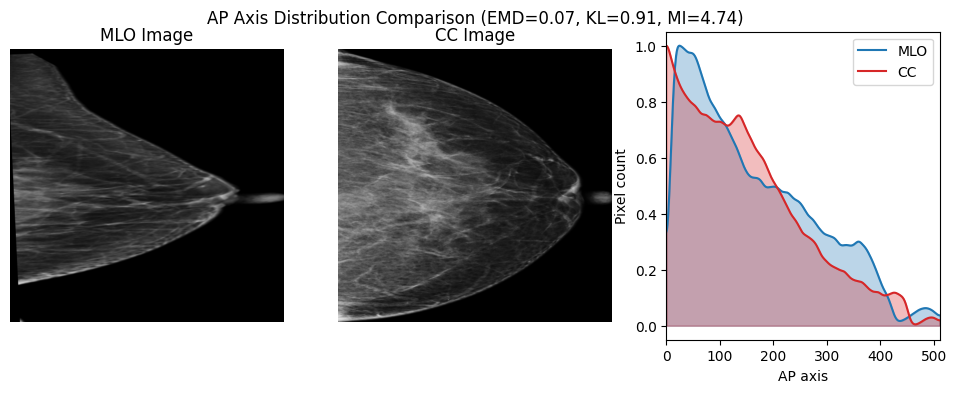 AP Axis Distribution Comparison (EMD=0.07, KL=0.91, MI=4.74)
MLO Image
CC Image
MLO
CC
1.0
0.8
0.6
0.4
0.2
0.0
Pixel count
0 100 200 300 400 500
AP axis